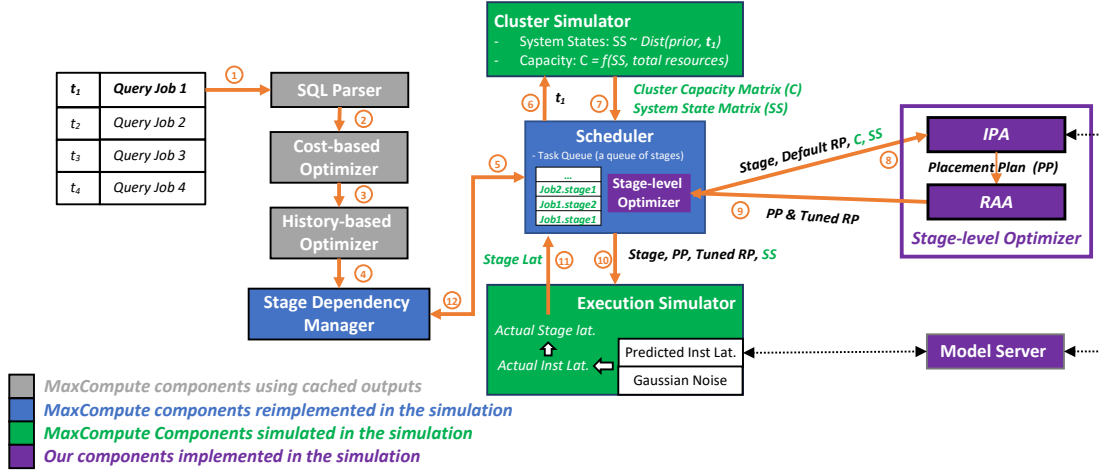 Cluster Simulator
- System States: SS ~ Dist(prior, t₁)
- Capacity: C = f(SS, total resources)
t₁ Query Job 1
t₂ Query Job 2
t₃ Query Job 3
t₄ Query Job 4
1
SQL Parser
2
Cost-based
Optimizer
3
History-based
Optimizer
4
Stage Dependency
Manager
12
5
6
t₁
7
Cluster Capacity Matrix (C)
System State Matrix (SS)
Scheduler
- Task Queue (a queue of stages)
...
Job2.stage1
Job1.stage2
Job1.stage1
Stage-level
Optimizer
Stage, Default RP, C, SS
8
9
PP & Tuned RP
IPA
Placement Plan (PP)
RAA
Stage-level Optimizer
Stage Lat
11
10
Stage, PP, Tuned RP, SS
Execution Simulator
Actual Stage lat.
Actual Inst Lat.
Predicted Inst Lat.
Gaussian Noise
Model Server
MaxCompute components using cached outputs
MaxCompute components reimplemented in the simulation
MaxCompute Components simulated in the simulation
Our components implemented in the simulation